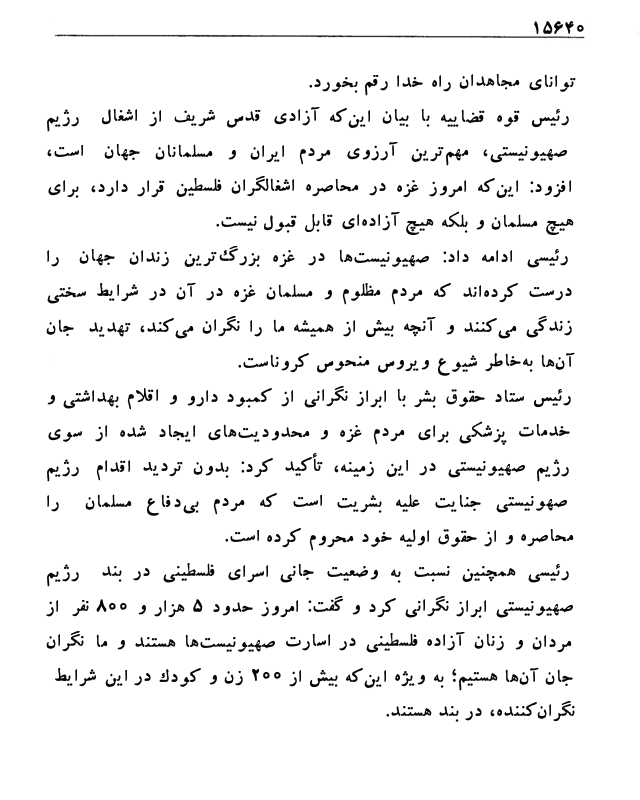 ۱۵۶۴۰
توانای مجاهدان راه خدا رقم بخورد.
رئیس قوه قضاییه با بیان این‌که آزادی قدس شریف از اشغال رژیم
صهیونیستی، مهم‌ترین آرزوی مردم ایران و مسلمانان جهان است،
افزود: این‌که امروز غزه در محاصره اشغالگران فلسطین قرار دارد، برای
هیچ مسلمان و بلکه هیچ آزاده‌ای قابل قبول نیست.
رئیسی ادامه داد: صهیونیست‌ها در غزه بزرگ‌ترین زندان جهان را
درست کرده‌اند که مردم مظلوم و مسلمان غزه در آن در شرایط سختی
زندگی می‌کنند و آنچه بیش از همیشه ما را نگران می‌کند، تهدید جان
آن‌ها به‌خاطر شیوع ویروس منحوس کروناست.
رئیس ستاد حقوق بشر با ابراز نگرانی از کمبود دارو و اقلام بهداشتی و
خدمات پزشکی برای مردم غزه و محدودیت‌های ایجاد شده از سوی
رژیم صهیونیستی در این زمینه، تأکید کرد: بدون تردید اقدام رژیم
صهونیستی جنایت علیه بشریت است که مردم بی‌دفاع مسلمان را
محاصره و از حقوق اولیه خود محروم کرده است.
رئیسی همچنین نسبت به وضعیت جانی اسرای فلسطینی در بند رژیم
صهیونیستی ابراز نگرانی کرد و گفت: امروز حدود ۵ هزار و ۸۰۰ نفر از
مردان و زنان آزاده فلسطینی در اسارت صهیونیست‌ها هستند و ما نگران
جان آن‌ها هستیم؛ به ویژه این‌که بیش از ۲۰۰ زن و کودك در این شرایط
نگران‌کننده، در بند هستند.